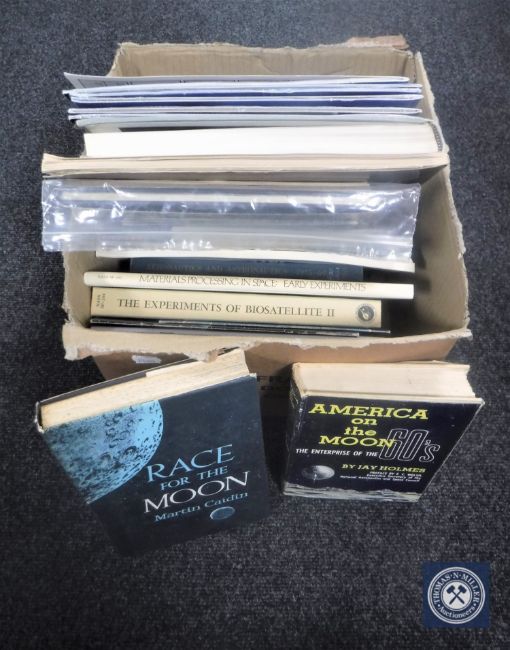 MATERIALS PROCESSING IN SPACE: EARLY EXPERIMENTS
THE EXPERIMENTS OF BIOSATELLITE II
RACE
FOR THE
MOON
Martin Caidin
AMERICA
on the
MOON
THE ENTERPRISE OF THE 60's
BY JAY HOLMES
THOMAS·N·MILLER
Auctioneers